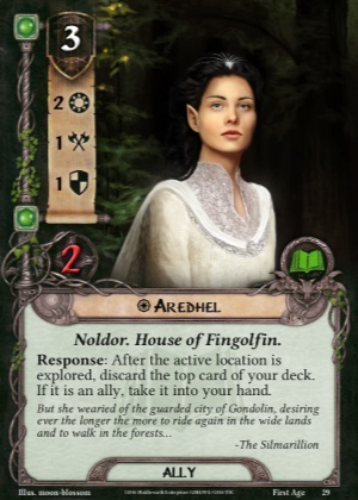 3
2
1
1
2
Aredhel
Noldor. House of Fingolfin.
Response: After the active location is
explored, discard the top card of your deck.
If it is an ally, take it into your hand.
But she wearied of the guarded city of Gondolin, desiring
ever the longer the more to ride again in the wide lands
and to walk in the forests...
-The Silmarillion
ALLY
Illus. moon-blossom
First Age
29